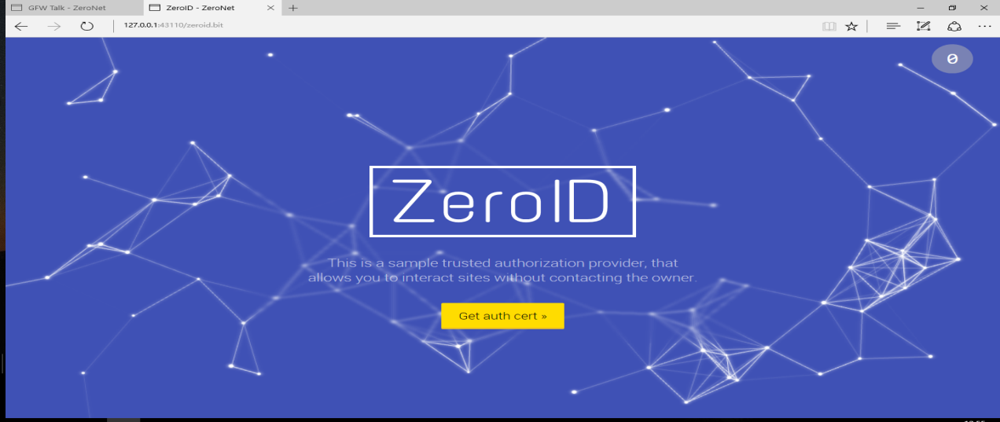 GFW Talk - ZeroNet
ZeroID - ZeroNet
127.0.0.1:43110/zeroid.bit
0
ZeroID
This is a sample trusted authorization provider, that
allows you to interact sites without contacting the owner.
Get auth cert »